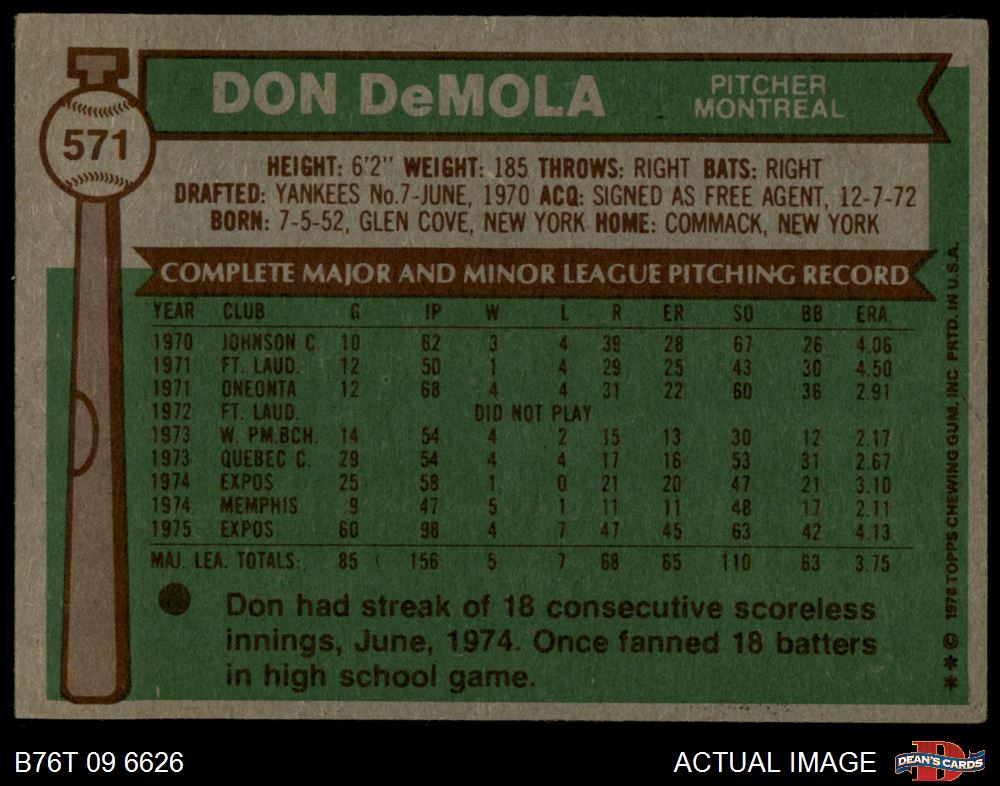 571
DON DeMOLA
PITCHER
MONTREAL
HEIGHT: 6'2" WEIGHT: 185 THROWS: RIGHT BATS: RIGHT
DRAFTED: YANKEES No.7-JUNE, 1970 ACQ: SIGNED AS FREE AGENT, 12-7-72
BORN: 7-5-52, GLEN COVE, NEW YORK HOME: COMMACK, NEW YORK
COMPLETE MAJOR AND MINOR LEAGUE PITCHING RECORD
YEAR CLUB G IP W L R ER SO BB ERA.
1970 JOHNSON C. 10 62 3 4 39 28 67 26 4.06
1971 FT. LAUD. 12 50 1 4 29 25 43 30 4.50
1971 ONEONTA 12 68 4 4 31 22 60 36 2.91
1972 FT. LAUD. DID NOT PLAY
1973 W. PM.BCH. 14 54 4 2 15 13 30 12 2.17
1973 QUEBEC C. 29 54 4 4 17 16 53 31 2.67
1974 EXPOS 25 58 1 0 21 20 47 21 3.10
1974 MEMPHIS 9 47 5 1 11 11 48 17 2.11
1975 EXPOS 60 98 4 7 47 45 63 42 4.13
MAJ. LEA. TOTALS: 85 156 5 7 68 65 110 63 3.75
Don had streak of 18 consecutive scoreless
innings, June, 1974. Once fanned 18 batters
in high school game.
** © 1976 TOPPS CHEWING GUM, INC. PRTD. IN U.S.A.
B76T 09 6626
ACTUAL IMAGE
D
DEAN'S CARDS